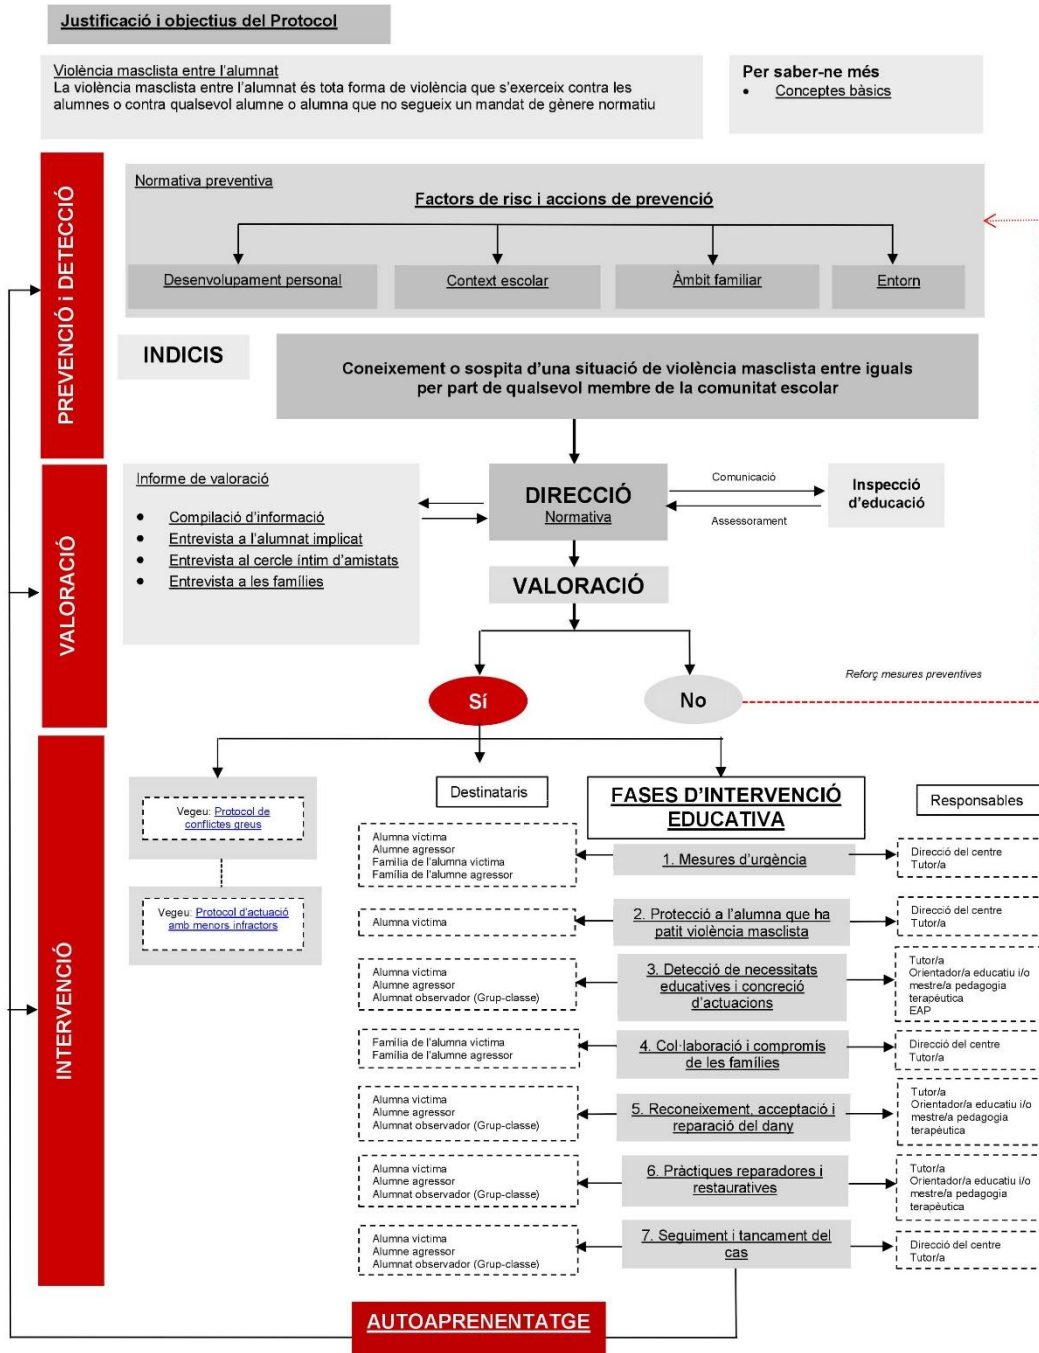 Justificació i objectius del Protocol
Violència masclista entre l'alumnat
La violència masclista entre l'alumnat és tota forma de violència que s'exerceix contra les
alumnes o contra qualsevol alumne o alumna que no segueix un mandat de gènere normatiu
Per saber-ne més
• Conceptes bàsics
PREVENCIÓ i DETECCIÓ
Normativa preventiva
Factors de risc i accions de prevenció
Desenvolupament personal
Context escolar
Àmbit familiar
Entorn
INDICIS
Coneixement o sospita d'una situació de violència masclista entre iguals
per part de qualsevol membre de la comunitat escolar
VALORACIÓ
Informe de valoració
• Compilació d'informació
• Entrevista a l'alumnat implicat
• Entrevista al cercle íntim d'amistats
• Entrevista a les famílies
DIRECCIÓ
Normativa
Comunicació
Assessorament
Inspecció
d'educació
VALORACIÓ
Sí
No
Reforç mesures preventives
INTERVENCIÓ
Vegeu: Protocol de
conflictes greus
Vegeu: Protocol d'actuació
amb menors infractors
Destinataris
FASES D'INTERVENCIÓ
EDUCATIVA
Responsables
Alumna víctima
Alumne agressor
Família de l'alumna víctima
Família de l'alumne agressor
1. Mesures d'urgència
Direcció del centre
Tutor/a
Alumna víctima
2. Protecció a l'alumna que ha
patit violència masclista
Direcció del centre
Tutor/a
Alumna víctima
Alumne agressor
Alumnat observador (Grup-classe)
3. Detecció de necessitats
educatives i concreció
d'actuacions
Tutor/a
Orientador/a educatiu i/o
mestre/a pedagogia
terapèutica
EAP
Família de l'alumna víctima
Família de l'alumne agressor
4. Col·laboració i compromís
de les famílies
Direcció del centre
Tutor/a
Alumna víctima
Alumne agressor
Alumnat observador (Grup-classe)
5. Reconeixement, acceptació i
reparació del dany
Tutor/a
Orientador/a educatiu i/o
mestre/a pedagogia
terapèutica
Alumna víctima
Alumne agressor
Alumnat observador (Grup-classe)
6. Pràctiques reparadores i
restauratives
Tutor/a
Orientador/a educatiu i/o
mestre/a pedagogia
terapèutica
Alumna víctima
Alumne agressor
Alumnat observador (Grup-classe)
7. Seguiment i tancament del
cas
Direcció del centre
Tutor/a
AUTOAPRENENTATGE